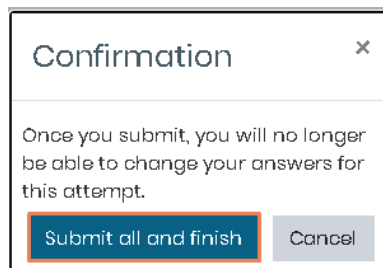 Confirmation ×
Once you submit, you will no longer
be able to change your answers for
this attempt.
Submit all and finish Cancel